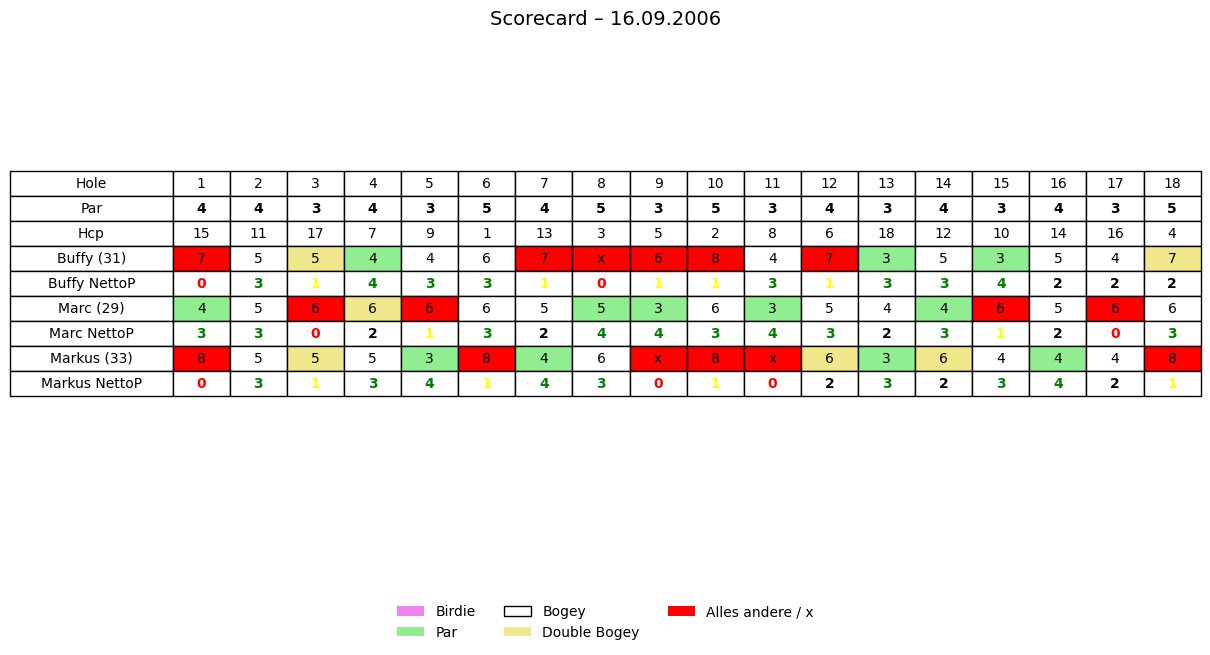 Scorecard – 16.09.2006
Hole 1 2 3 4 5 6 7 8 9 10 11 12 13 14 15 16 17 18
Par 4 4 3 4 3 5 4 5 3 5 3 4 3 4 3 4 3 5
Hcp 15 11 17 7 9 1 13 3 5 2 8 6 18 12 10 14 16 4
Buffy (31) 7 5 5 4 4 6 7 x 6 8 4 7 3 5 3 5 4 7
Buffy NettoP 0 3 1 4 3 3 1 0 1 1 3 1 3 3 4 2 2 2
Marc (29) 4 5 6 6 6 6 5 5 3 6 3 5 4 4 6 5 6 6
Marc NettoP 3 3 0 2 1 3 2 4 4 3 4 3 2 3 1 2 0 3
Markus (33) 8 5 5 5 3 8 4 6 x 8 x 6 3 6 4 4 4 8
Markus NettoP 0 3 1 3 4 1 4 3 0 1 0 2 3 2 3 4 2 1
Birdie Bogey Alles andere / x
Par Double Bogey